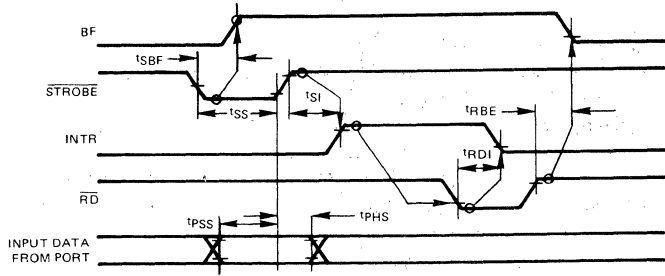 BF
tSBF
STROBE
tSS
tSI
tRBE
INTR
tRDI
RD
tPSS
tPHS
INPUT DATA
FROM PORT